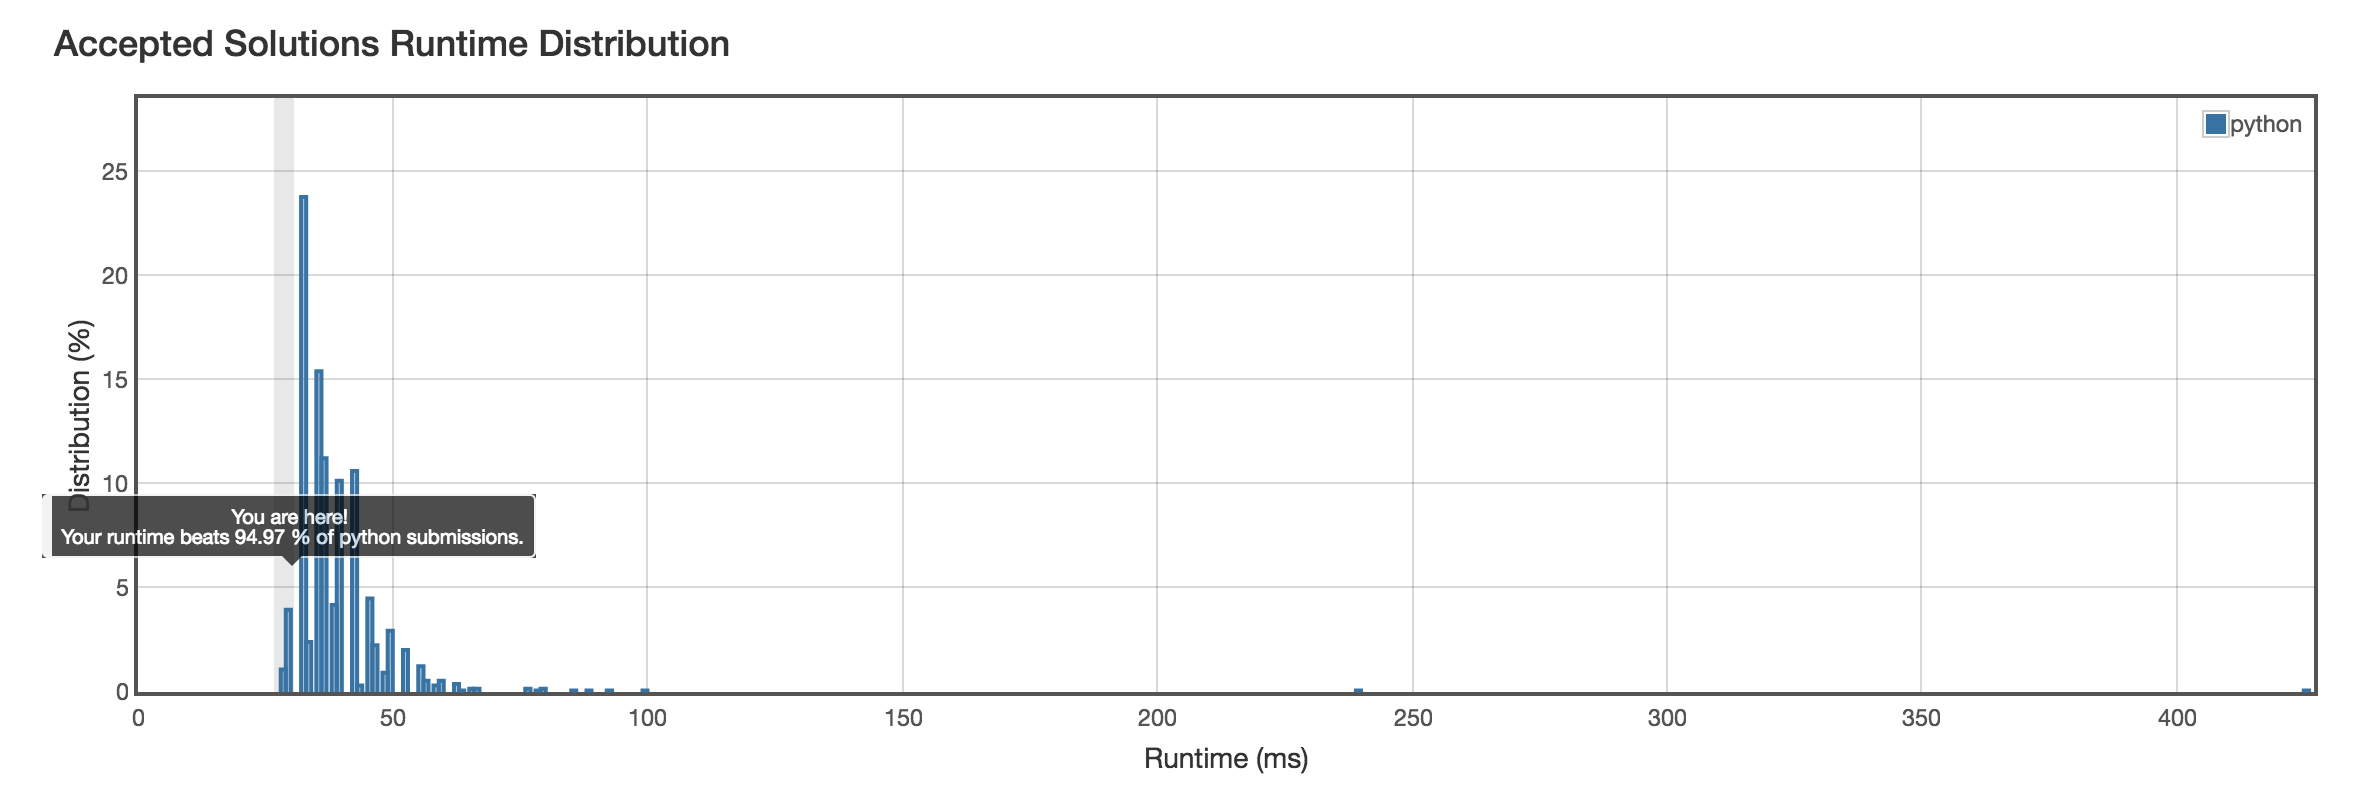 Accepted Solutions Runtime Distribution
python
25
20
15
10
5
0
Distribution (%)
You are here!
Your runtime beats 94.97 % of python submissions.
0 50 100 150 200 250 300 350 400
Runtime (ms)